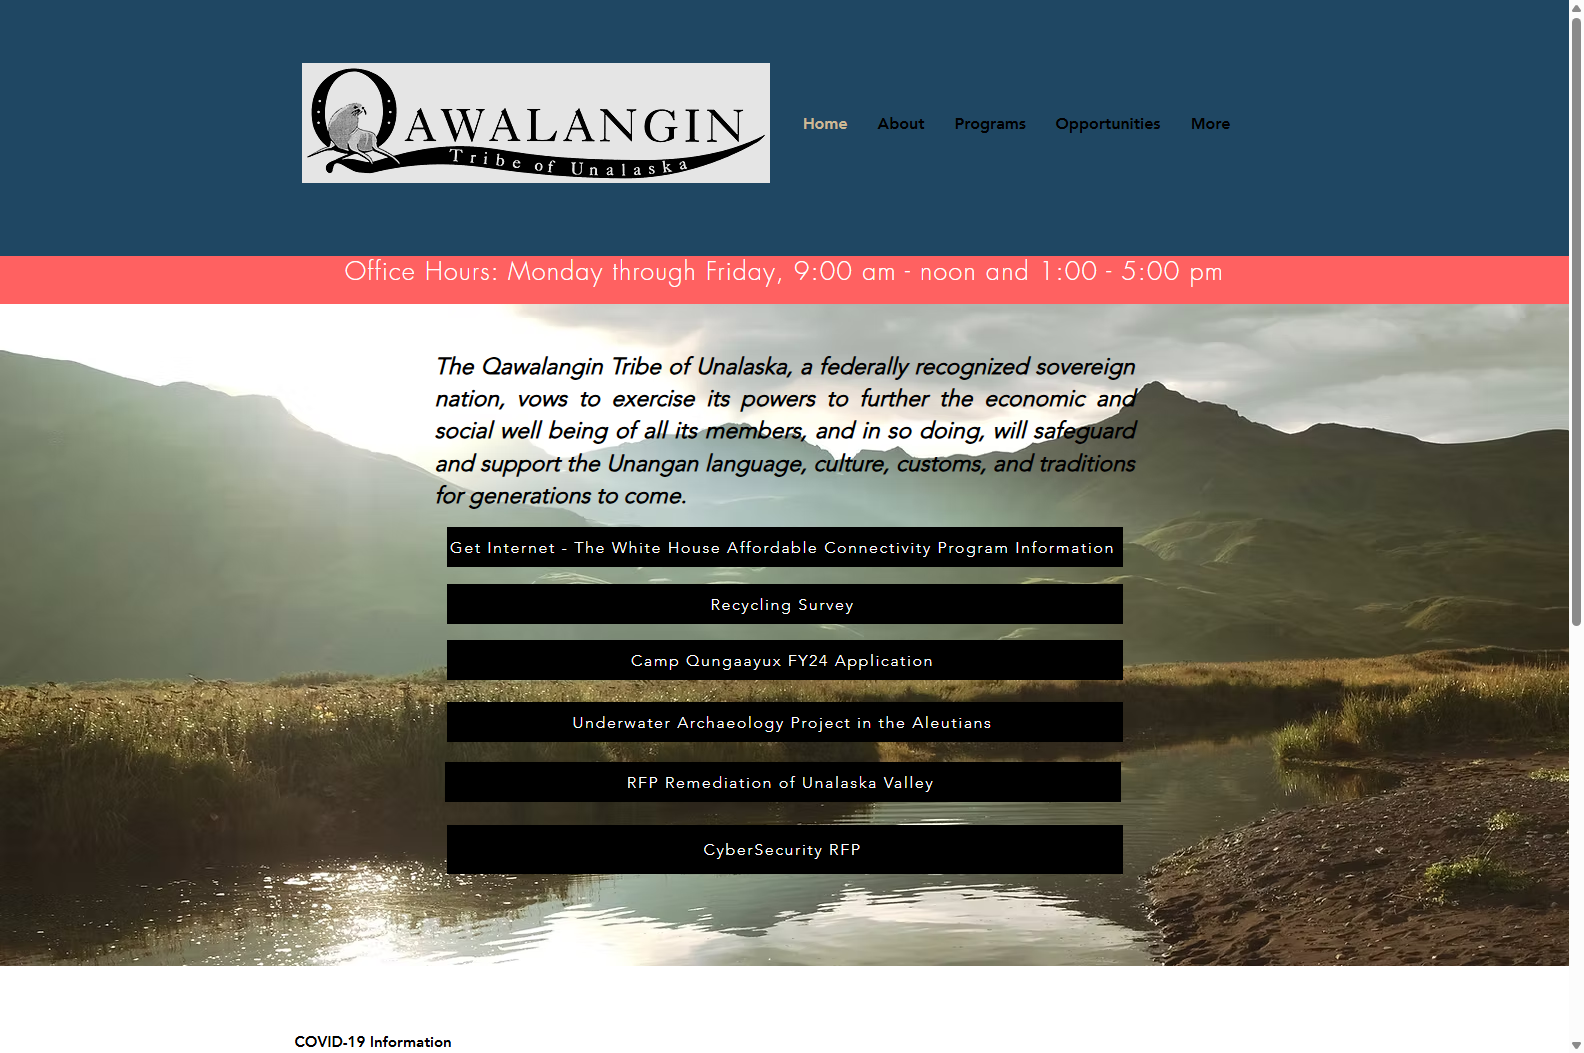 QAWALANGIN
Tribe of Unalaska
Home About Programs Opportunities More
Office Hours: Monday through Friday, 9:00 am - noon and 1:00 - 5:00 pm
The Qawalangin Tribe of Unalaska, a federally recognized sovereign
nation, vows to exercise its powers to further the economic and
social well being of all its members, and in so doing, will safeguard
and support the Unangan language, culture, customs, and traditions
for generations to come.
Get Internet - The White House Affordable Connectivity Program Information
Recycling Survey
Camp Qungaayux FY24 Application
Underwater Archaeology Project in the Aleutians
RFP Remediation of Unalaska Valley
CyberSecurity RFP
COVID-19 Information